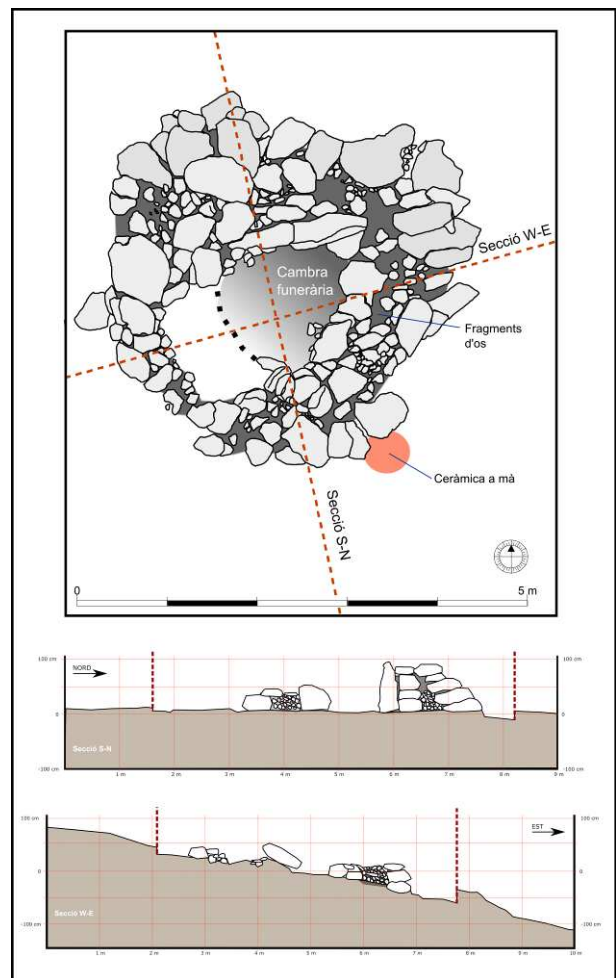 Cambra
funerària
Secció W-E
Fragments
d'os
Ceràmica a mà
Secció S-N
0
5 m
100 cm
NORD
100 cm
0
0
Secció S-N
-200 cm
-100 cm
1 m
2 m
3 m
4 m
5 m
6 m
7 m
8 m
9 m
100 cm
EST
100 cm
0
0
-100 cm
-100 cm
Secció W-E
1 m
2 m
3 m
4 m
5 m
6 m
7 m
8 m
9 m
10 m